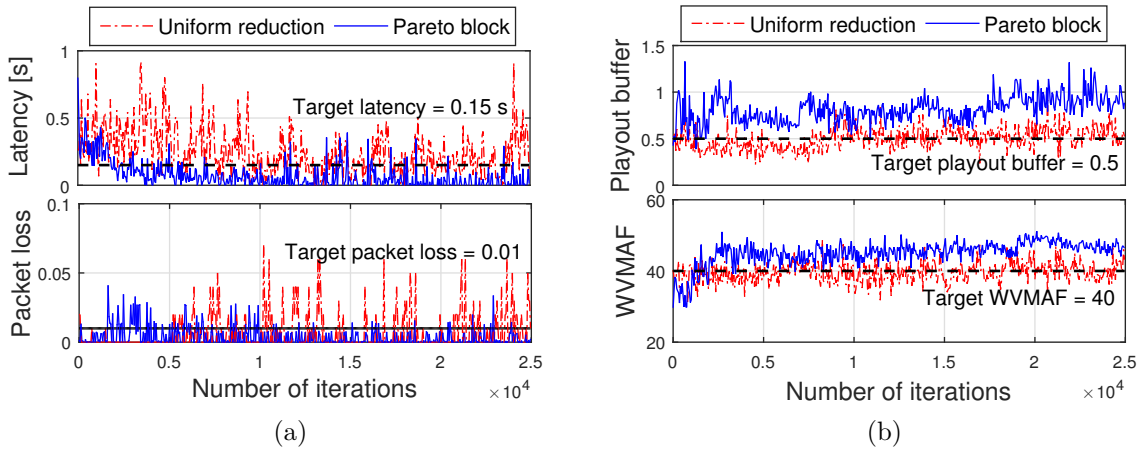 Uniform reduction Pareto block
Latency [s]
1
0.5
0
Target latency = 0.15 s
Packet loss
0.1
0.05
0
Target packet loss = 0.01
0 0.5 1.0 1.5 2.0 2.5
Number of iterations
×10^4
(a)
Uniform reduction Pareto block
Playout buffer
1.5
1
0.5
0
Target playout buffer = 0.5
WVMAF
60
40
20
Target WVMAF = 40
0 0.5 1.0 1.5 2.0 2.5
Number of iterations
×10^4
(b)